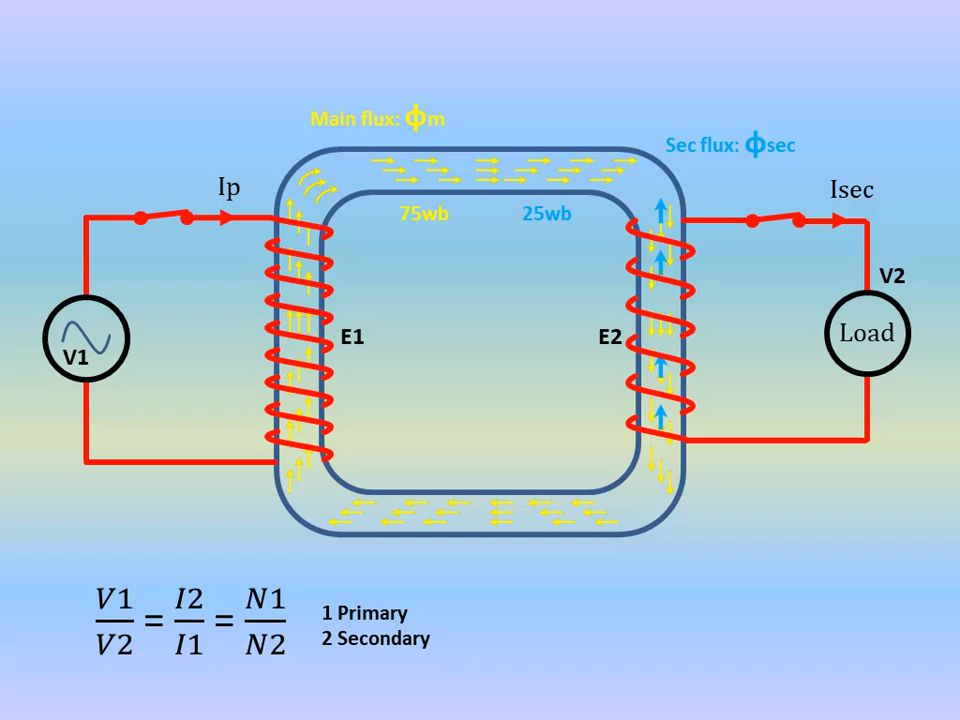 Main flux: ϕm
Sec flux: ϕsec
Ip
Isec
75wb
25wb
V2
V1
E1
E2
Load
V1/V2 = I2/I1 = N1/N2
1 Primary
2 Secondary